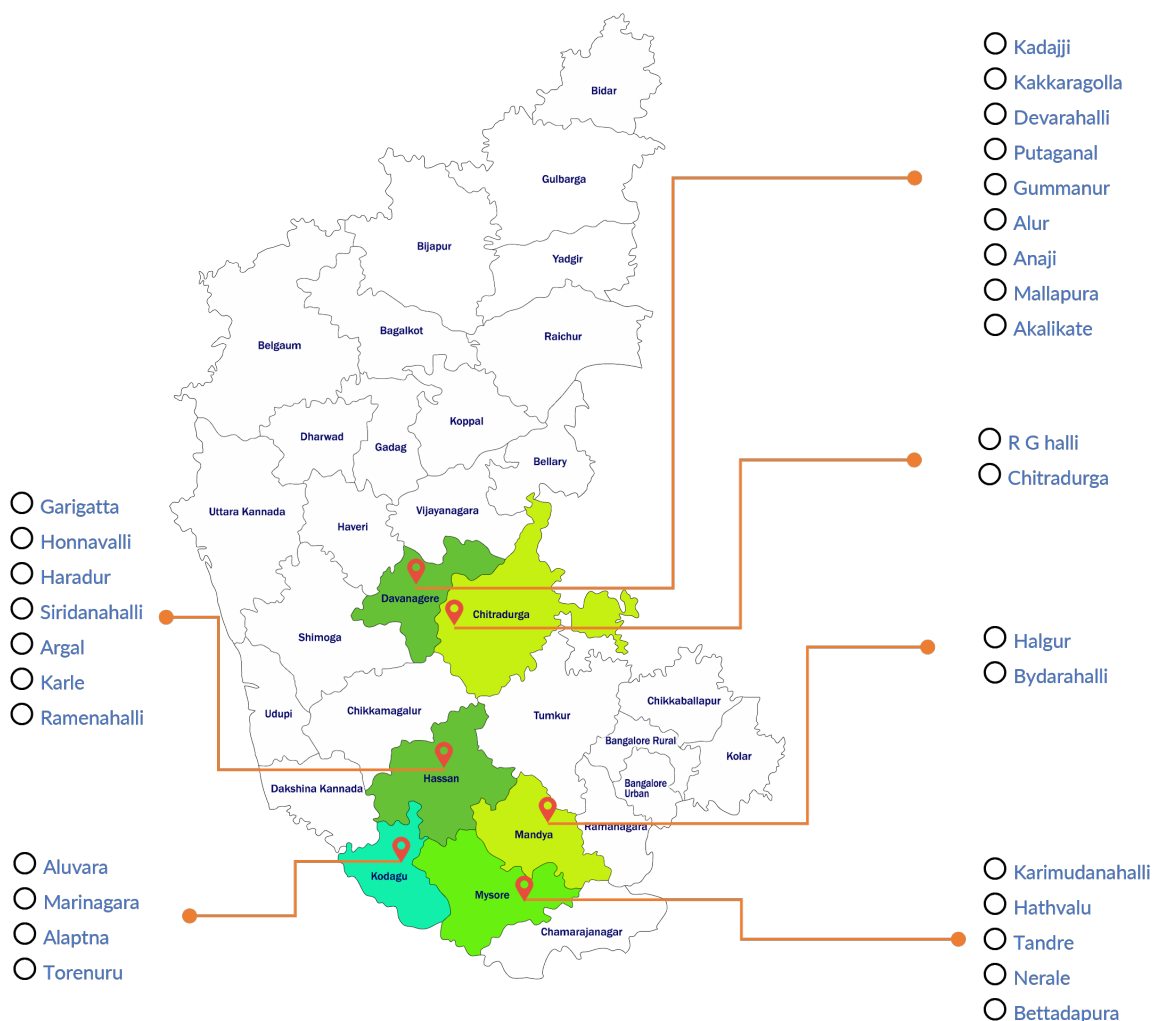 Kadajji
Kakkaragolla
Devarahalli
Putaganal
Gummanur
Alur
Anaji
Mallapura
Akalikate
R G halli
Chitradurga
Garigatta
Honnavalli
Haradur
Siridanahalli
Argal
Karle
Ramenahalli
Halgur
Bydarahalli
Aluvara
Marinagara
Alaptna
Torenuru
Karimudanahalli
Hathvalu
Tandre
Nerale
Bettadapura
Bidar
Gulbarga
Bijapur
Yadgir
Bagalkot
Raichur
Belgaum
Koppal
Dharwad
Gadag
Bellary
Uttara Kannada
Vijayanagara
Haveri
Davanagere
Chitradurga
Shimoga
Chikkaballapur
Udupi
Chikkamagalur
Tumkur
Bangalore Rural
Kolar
Hassan
Dakshina Kannada
Bangalore
Urban
Ramanagara
Mandya
Kodagu
Mysore
Chamarajanagar